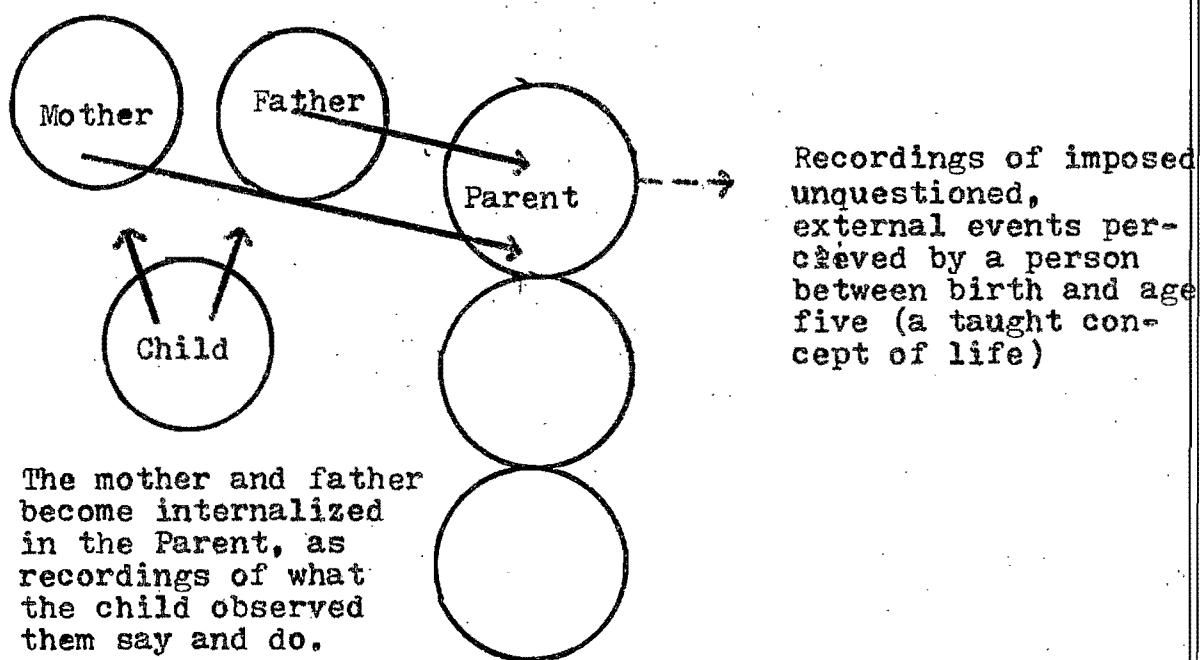 Mother
Father
Parent
Child
Recordings of imposed
unquestioned,
external events per-
cieved by a person
between birth and age
five (a taught con-
cept of life)
The mother and father
become internalized
in the Parent, as
recordings of what
the child observed
them say and do.